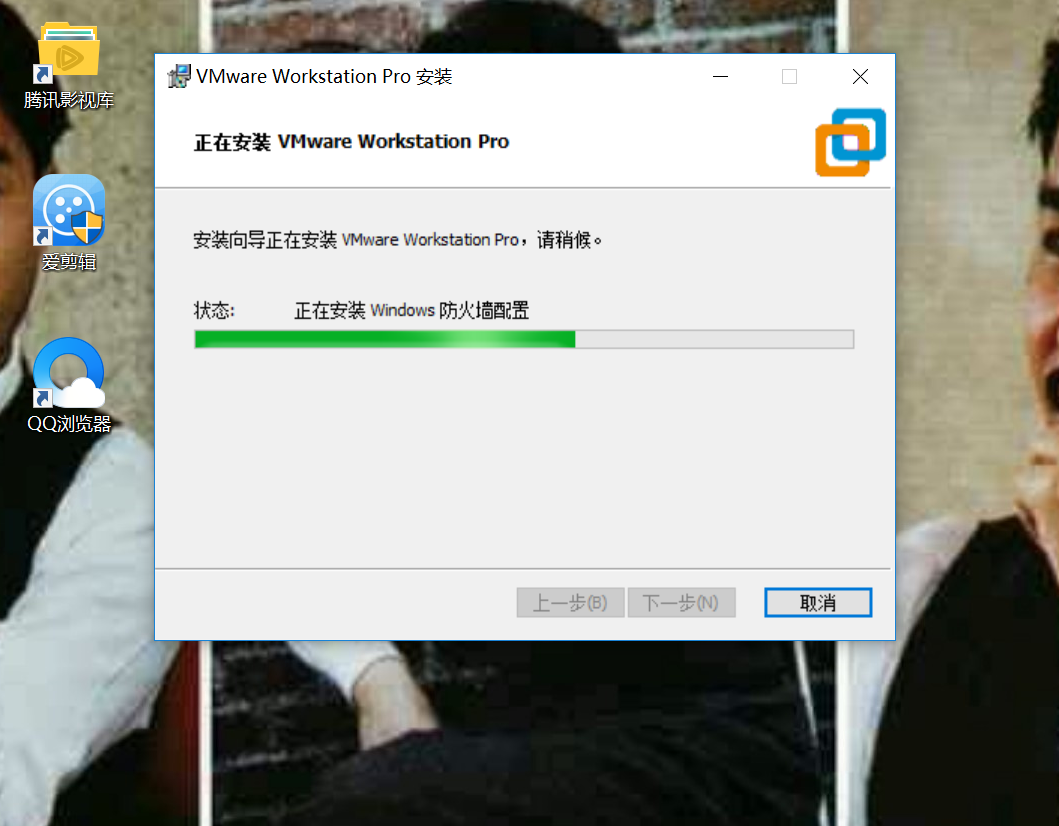 腾讯影视库
爱剪辑
QQ浏览器
VMware Workstation Pro 安装
正在安装 VMware Workstation Pro
安装向导正在安装 VMware Workstation Pro，请稍候。
状态: 正在安装 Windows 防火墙配置
上一步(B) 下一步(N) 取消